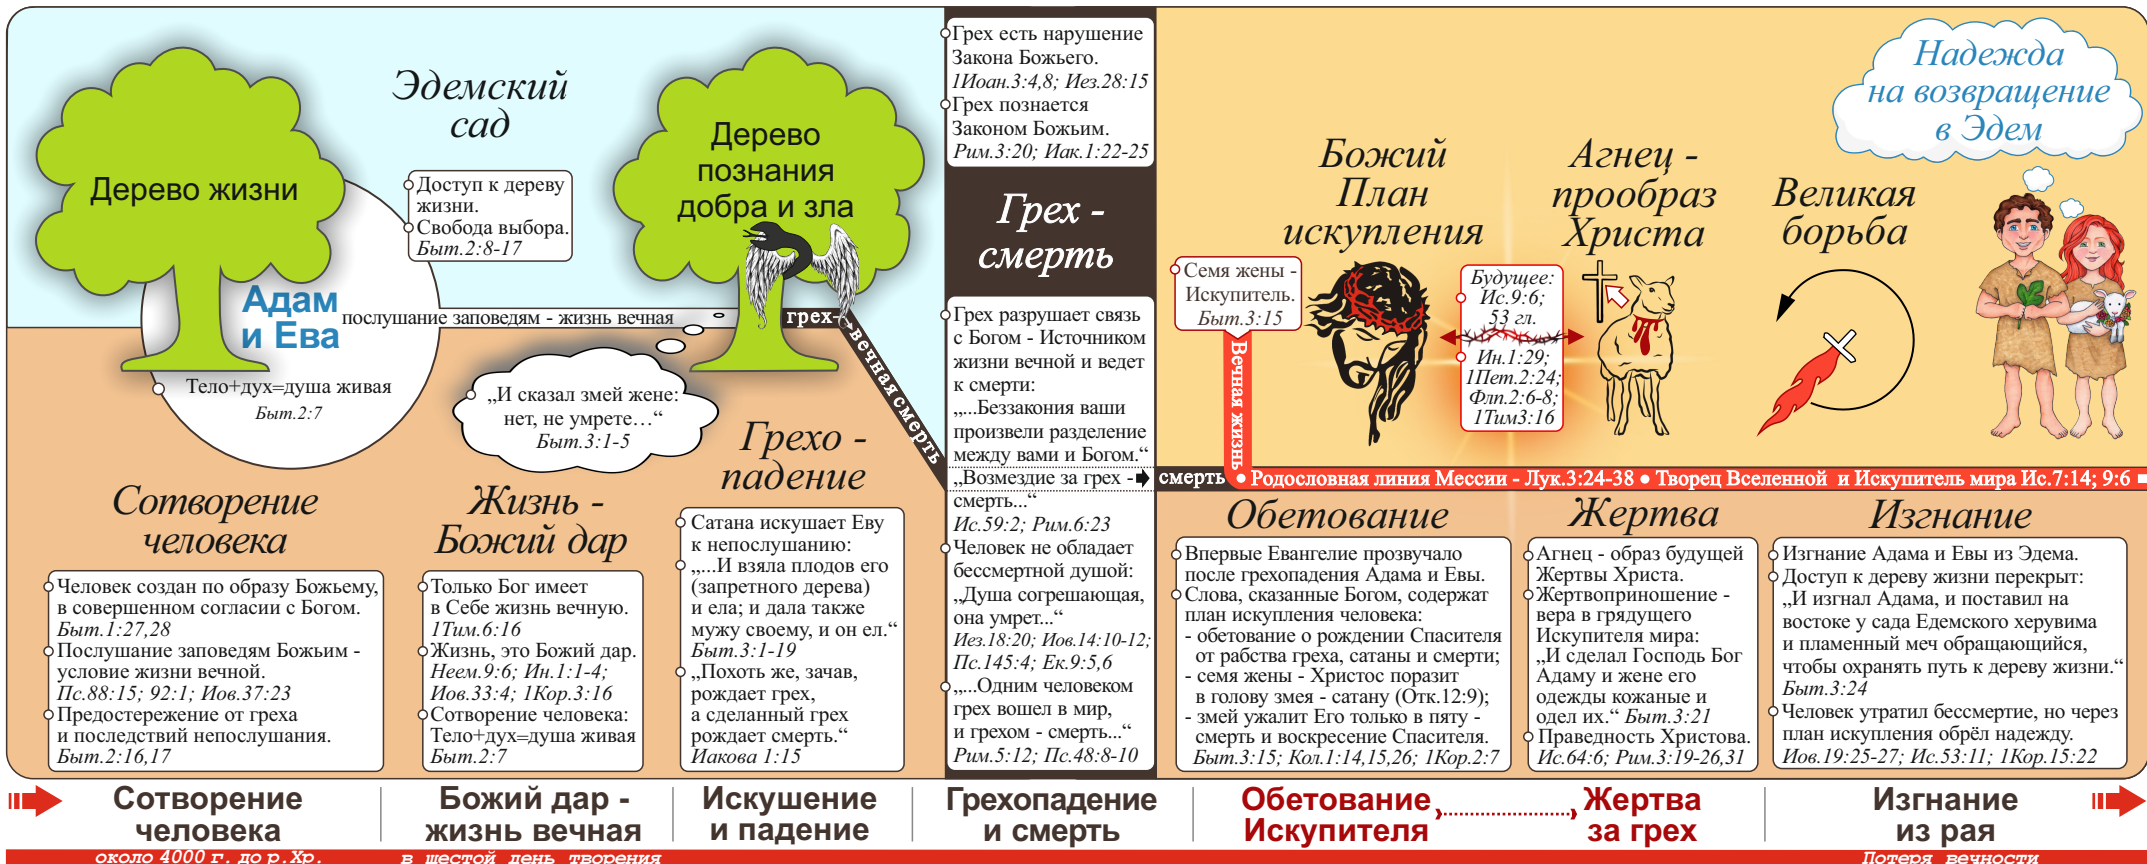 Эдемский
сад
Дерево жизни
Доступ к дереву
жизни.
Свобода выбора.
Быт.2:8-17
Дерево
познания
добра и зла
Адам
и Ева
послушание заповедям - жизнь вечная
грех-
вечная смерть
Тело+дух=душа живая
Быт.2:7
„И сказал змей жене:
нет, не умрете…“
Быт.3:1-5
Сотворение
человека
Человек создан по образу Божьему,
в совершенном согласии с Богом.
Быт.1:27,28
Послушание заповедям Божьим -
условие жизни вечной.
Пс.88:15; 92:1; Иов.37:23
Предостережение от греха
и последствий непослушания.
Быт.2:16,17
Жизнь -
Божий дар
Только Бог имеет
в Себе жизнь вечную.
1Тим.6:16
Жизнь, это Божий дар.
Неем.9:6; Ин.1:1-4;
Иов.33:4; 1Кор.3:16
Сотворение человека:
Тело+дух=душа живая
Быт.2:7
Грехо -
падение
Сатана искушает Еву
к непослушанию:
„...И взяла плодов его
(запретного дерева)
и ела; и дала также
мужу своему, и он ел.“
Быт.3:1-19
„Похоть же, зачав,
рождает грех,
а сделанный грех
рождает смерть.“
Иакова 1:15
Грех есть нарушение
Закона Божьего.
1Иоан.3:4,8; Иез.28:15
Грех познается
Законом Божьим.
Рим.3:20; Иак.1:22-25
Грех -
смерть
Грех разрушает связь
с Богом - Источником
жизни вечной и ведет
к смерти:
„...Беззакония ваши
произвели разделение
между вами и Богом.“
„Возмездие за грех -
смерть...“
Ис.59:2; Рим.6:23
Человек не обладает
бессмертной душой:
„Душа согрешающая,
она умрет...“
Иез.18:20; Иов.14:10-12;
Пс.145:4; Ек.9:5,6
„...Одним человеком
грех вошел в мир,
и грехом - смерть...“
Рим.5:12; Пс.48:8-10
Божий
План
искупления
Семя жены -
Искупитель.
Быт.3:15
Вечная жизнь
Будущее:
Ис.9:6;
53 гл.
Ин.1:29;
1Пет.2:24;
Флп.2:6-8;
1Тим3:16
Агнец -
прообраз
Христа
Великая
борьба
Надежда
на возвращение
в Эдем
смерть
• Родословная линия Мессии - Лук.3:24-38 • Творец Вселенной и Искупитель мира Ис.7:14; 9:6
Обетование
Впервые Евангелие прозвучало
после грехопадения Адама и Евы.
Слова, сказанные Богом, содержат
план искупления человека:
- обетование о рождении Спасителя
от рабства греха, сатаны и смерти;
- семя жены - Христос поразит
в голову змея - сатану (Отк.12:9);
- змей ужалит Его только в пяту -
смерть и воскресение Спасителя.
Быт.3:15; Кол.1:14,15,26; 1Кор.2:7
Жертва
Агнец - образ будущей
Жертвы Христа.
Жертвоприношение -
вера в грядущего
Искупителя мира:
„И сделал Господь Бог
Адаму и жене его
одежды кожаные и
одел их.“ Быт.3:21
Праведность Христова.
Ис.64:6; Рим.3:19-26,31
Изгнание
Изгнание Адама и Евы из Эдема.
Доступ к дереву жизни перекрыт:
„И изгнал Адама, и поставил на
востоке у сада Едемского херувима
и пламенный меч обращающийся,
чтобы охранять путь к дереву жизни.“
Быт.3:24
Человек утратил бессмертие, но через
план искупления обрёл надежду.
Иов.19:25-27; Ис.53:11; 1Кор.15:22
Сотворение
человека
Божий дар -
жизнь вечная
Искушение
и падение
Грехопадение
и смерть
Обетование
Искупителя
Жертва
за грех
Изгнание
из рая
около 4000 г. до р.Хр.
в шестой день творения
Потеря вечности